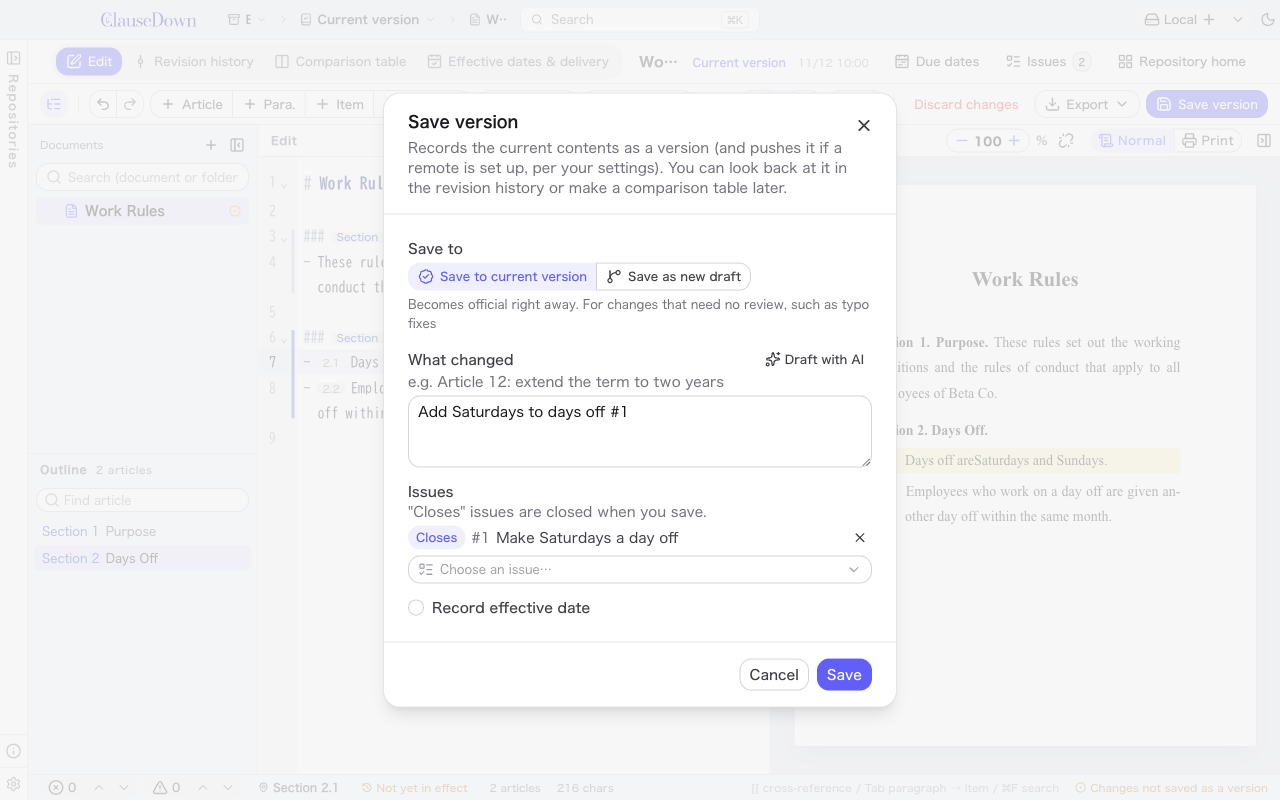 ClauseDown
E
Current version
W··
Search
⌘K
Local
Edit
Revision history
Comparison table
Effective dates & delivery
Wo···
Current version
11/12 10:00
Due dates
Issues
2
Repository home
Article
Para.
Item
Discard changes
Export
Save version
Repositories
Documents
Edit
100
%
Normal
Print
Search (document or folder
Work Rules
1
# Work Rul
2
3
### Section
4
- These rule
conduct th
5
6
### Section
7
- 2.1 Days
8
- 2.2 Emplo
off within
9
Outline 2 articles
Find article
Section 1 Purpose
Section 2 Days Off
Save version
Records the current contents as a version (and pushes it if a
remote is set up, per your settings). You can look back at it in
the revision history or make a comparison table later.
Save to
Save to current version
Save as new draft
Becomes official right away. For changes that need no review, such as typo
fixes
What changed
Draft with AI
e.g. Article 12: extend the term to two years
Add Saturdays to days off #1
Issues
"Closes" issues are closed when you save.
Closes #1 Make Saturdays a day off
Choose an issue···
Record effective date
Cancel
Save
Work Rules
ion 1. Purpose. These rules set out the working
itions and the rules of conduct that apply to all
oyees of Beta Co.
ion 2. Days Off.
Days off areSaturdays and Sundays.
Employees who work on a day off are given an-
other day off within the same month.
0
0
Section 2.1
Not yet in effect
2 articles
216 chars
[[ cross-reference / Tab paragraph → Item / ⌘F search
Changes not saved as a version